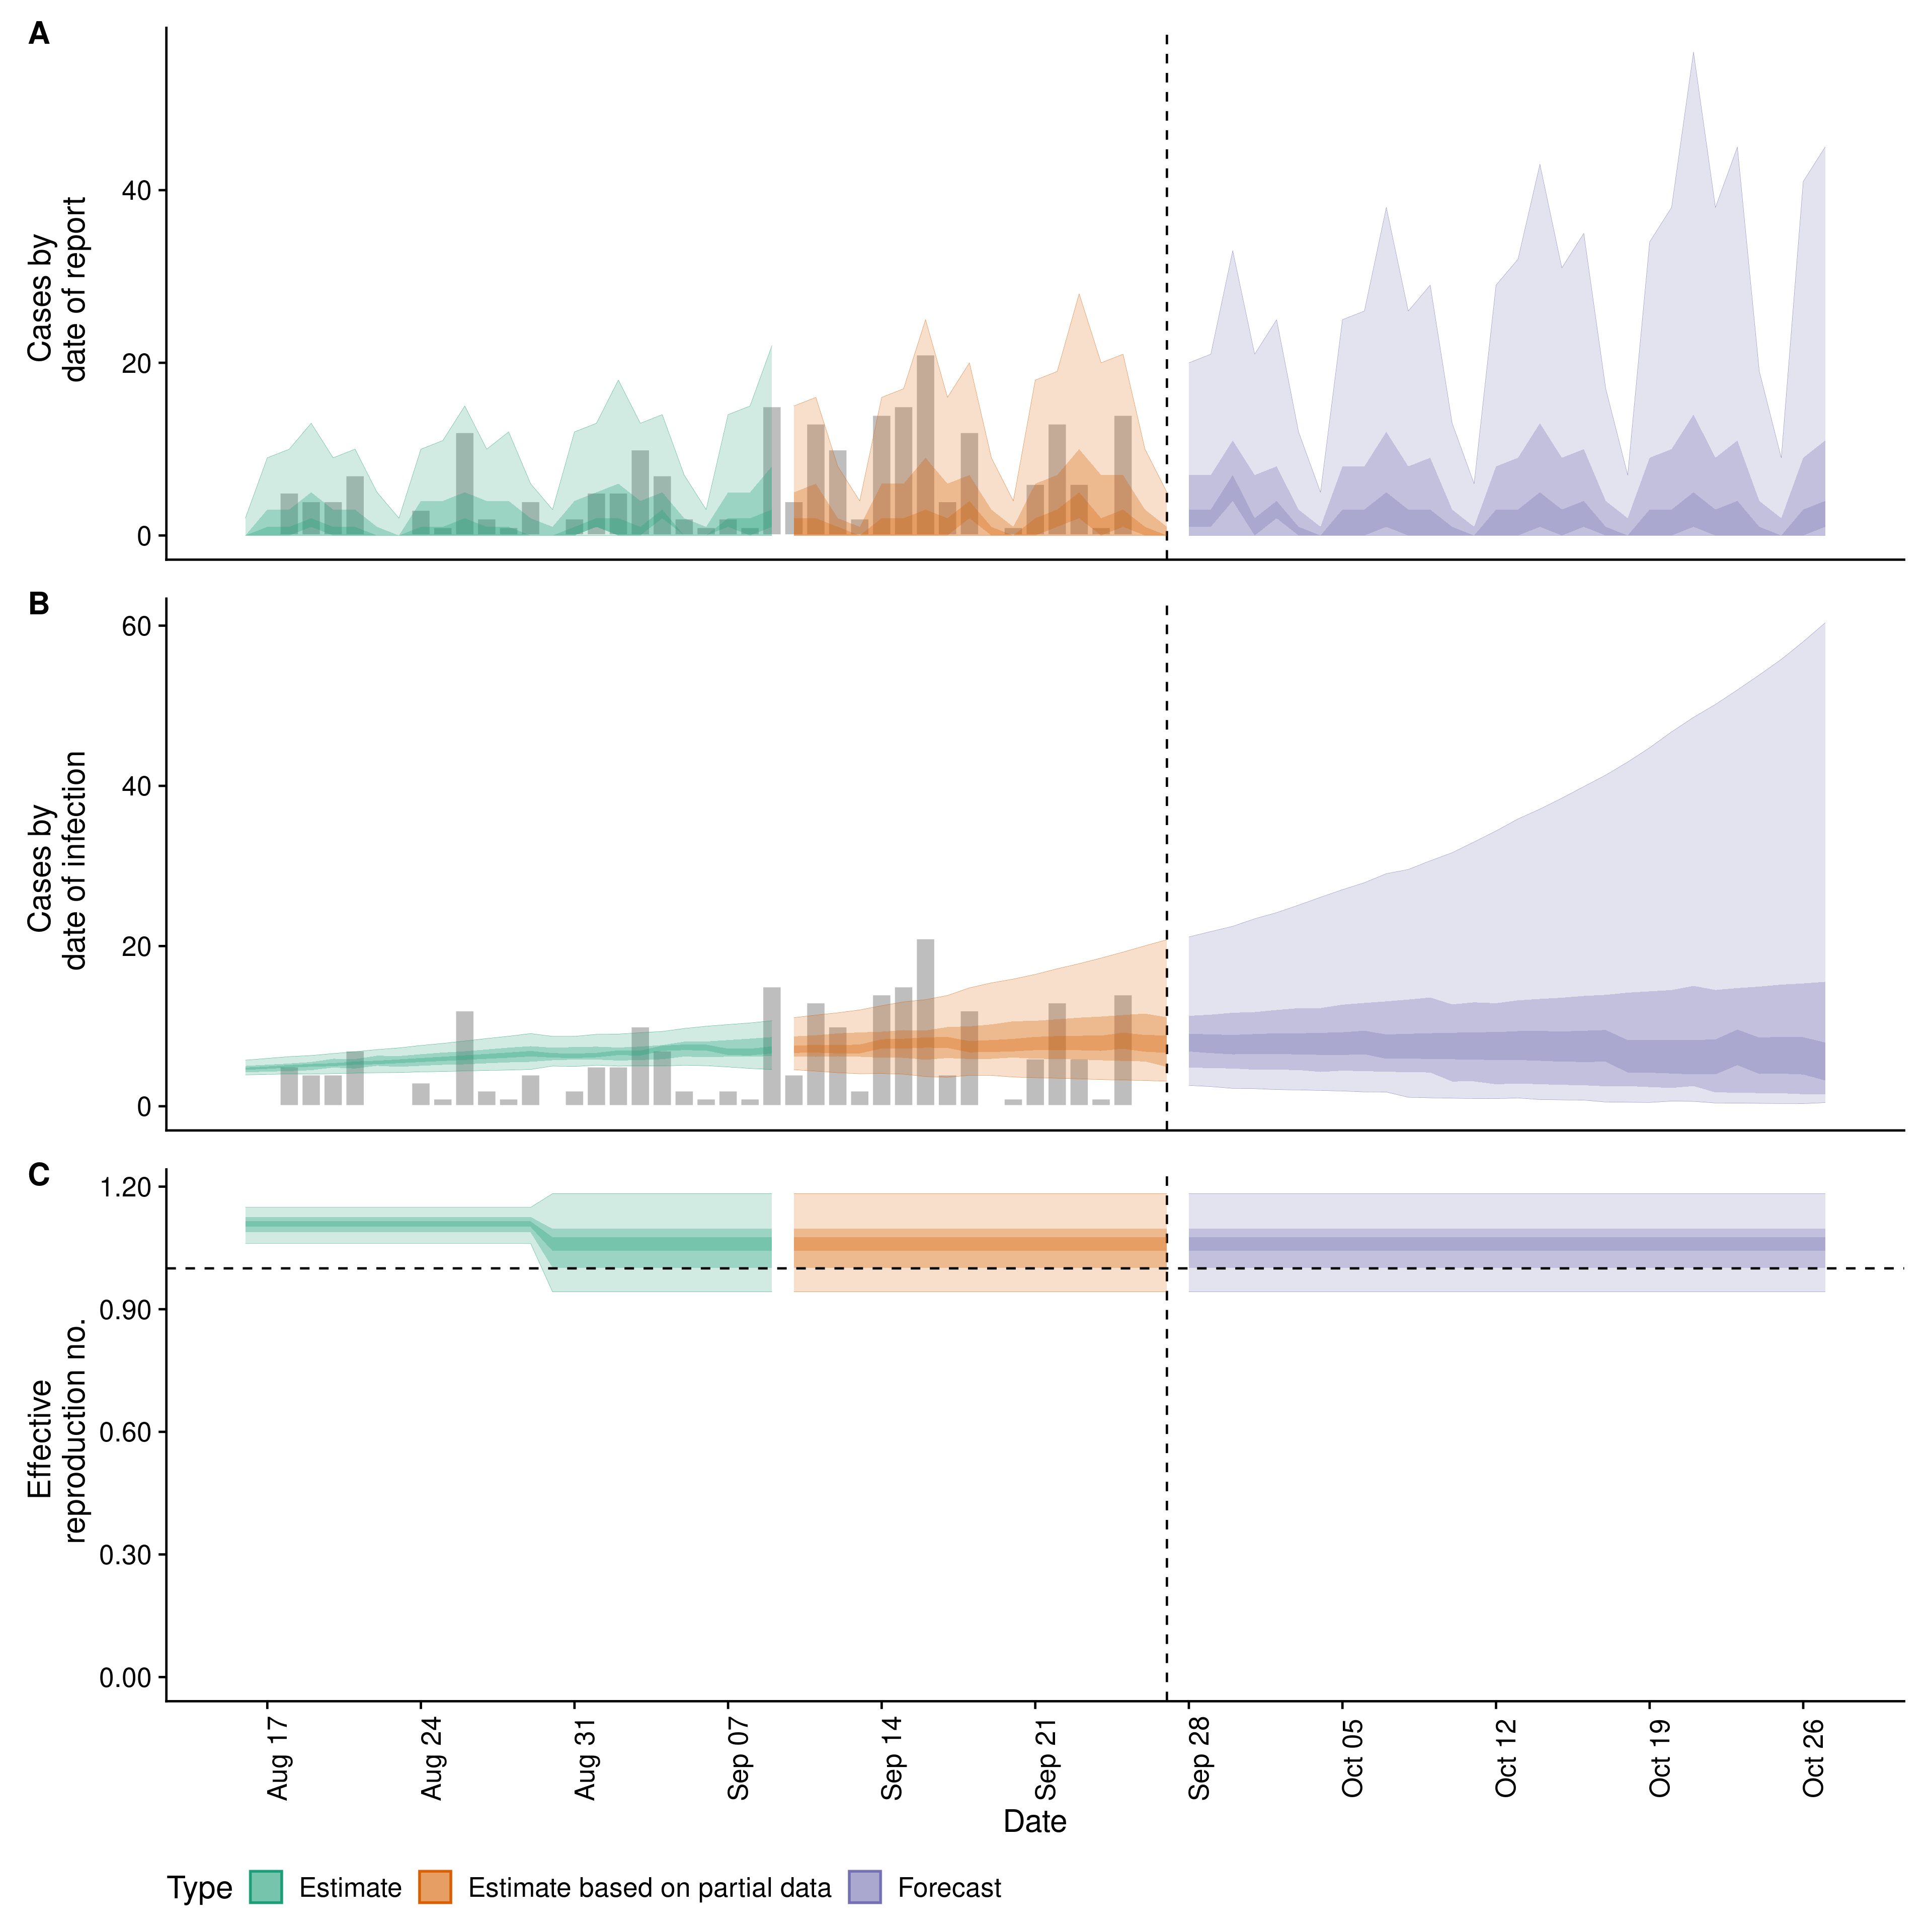 A
Cases by
date of report
40
20
0
B
Cases by
date of infection
60
40
20
0
C
Effective
reproduction no.
1.20
0.90
0.60
0.30
0.00
Aug 17
Aug 24
Aug 31
Sep 07
Sep 14
Sep 21
Sep 28
Oct 05
Oct 12
Oct 19
Oct 26
Date
Type Estimate Estimate based on partial data Forecast